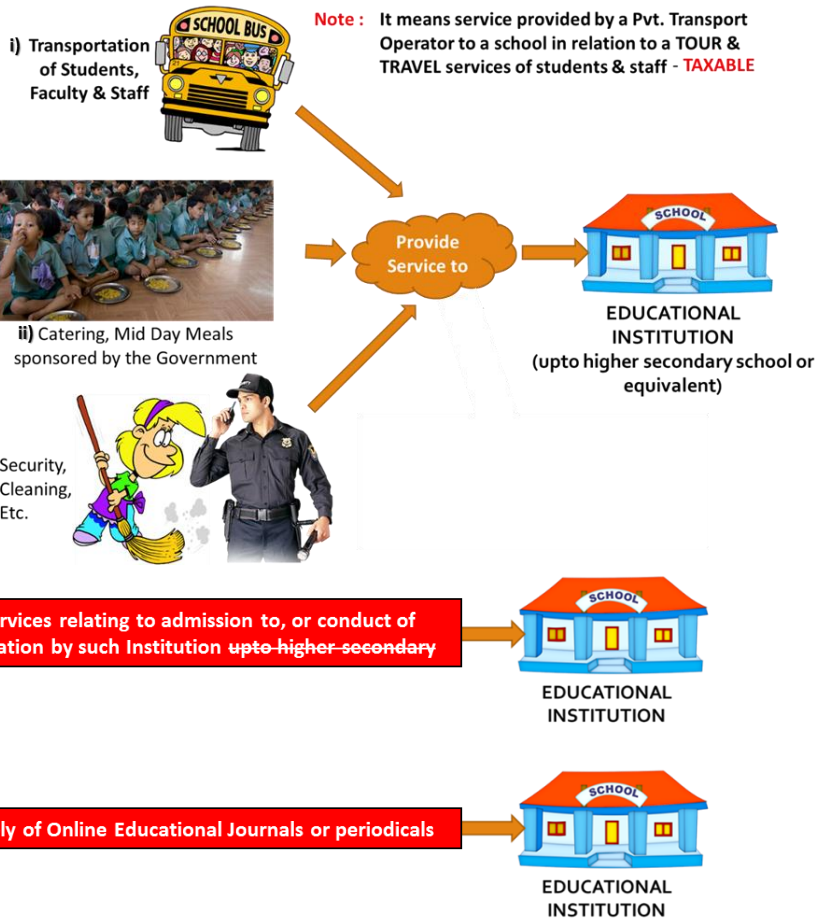 SCHOOL BUS
i) Transportation
of Students,
Faculty & Staff
Note : It means service provided by a Pvt. Transport
Operator to a school in relation to a TOUR &
TRAVEL services of students & staff - TAXABLE
Provide
Service to
SCHOOL
EDUCATIONAL
INSTITUTION
(upto higher secondary school or
equivalent)
ii) Catering, Mid Day Meals
sponsored by the Government
Security,
Cleaning,
Etc.
rvices relating to admission to, or conduct of
ation by such Institution upto higher secondary
SCHOOL
EDUCATIONAL
INSTITUTION
ly of Online Educational Journals or periodicals
SCHOOL
EDUCATIONAL
INSTITUTION